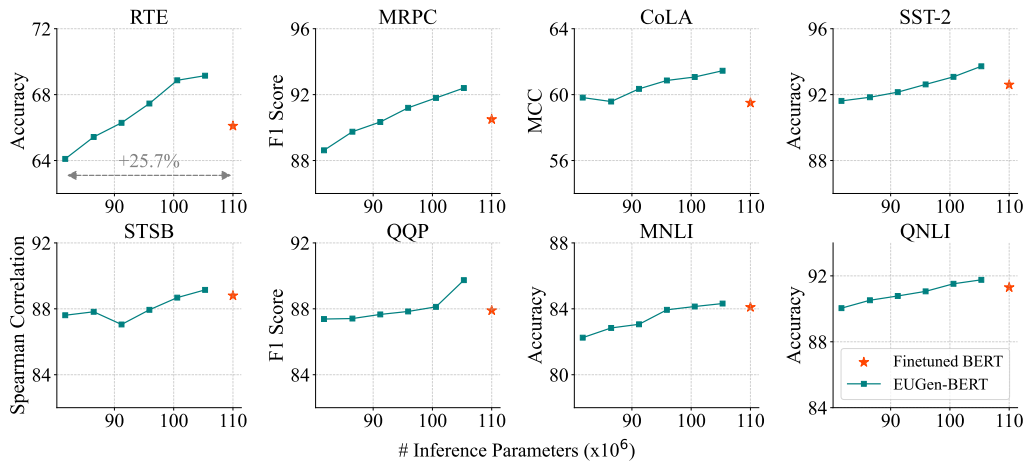 RTE
MRPC
CoLA
SST-2
72
68
64
Accuracy
+25.7%
90 100 110
96
92
88
F1 Score
90 100 110
64
60
56
MCC
90 100 110
96
92
88
Accuracy
90 100 110
STSB
QQP
MNLI
QNLI
92
88
84
Spearman Correlation
90 100 110
92
88
84
F1 Score
90 100 110
88
84
80
Accuracy
90 100 110
92
88
84
Accuracy
Finetuned BERT
EUGen-BERT
90 100 110
# Inference Parameters (x10⁶)